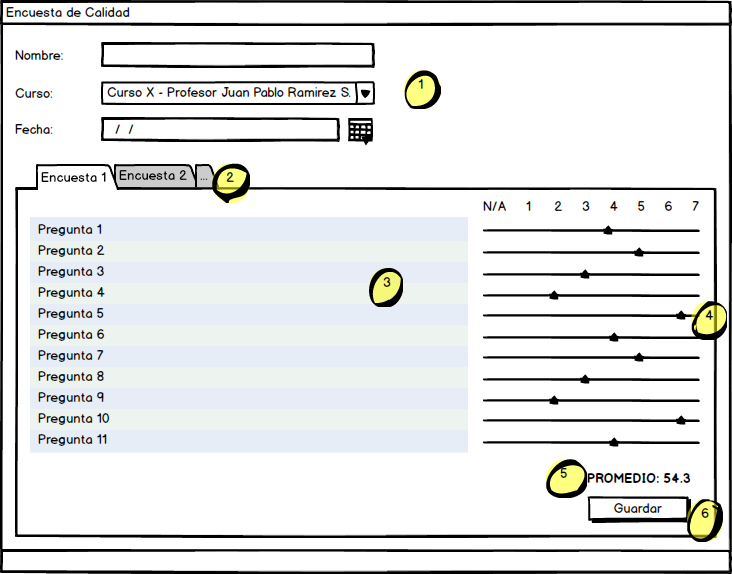 Encuesta de Calidad
Nombre:
Curso: Curso X - Profesor Juan Pablo Ramirez S.
1
Fecha: / /
Encuesta 1 Encuesta 2 ...
2
N/A 1 2 3 4 5 6 7
Pregunta 1
Pregunta 2
Pregunta 3
3
Pregunta 4
Pregunta 5
4
Pregunta 6
Pregunta 7
Pregunta 8
Pregunta 9
Pregunta 10
Pregunta 11
5
PROMEDIO: 54.3
Guardar
6